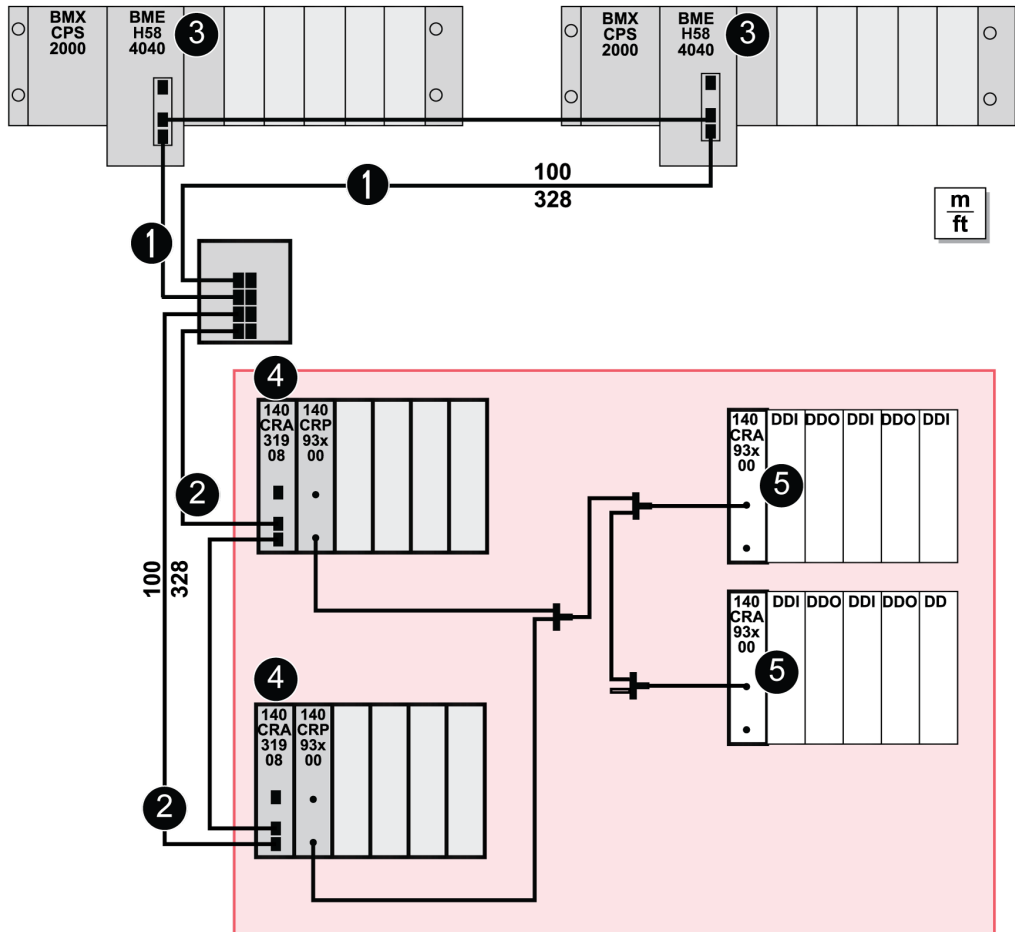 BMX
CPS
2000
BME
H58
4040
3
BMX
CPS
2000
BME
H58
4040
3
1
100
328
1
m
ft
4
140
CRA
319
08
140
CRP
93x
00
2
100
328
140
CRA
93x
00
DDI DDO DDI DDO DDI
5
140
CRA
93x
00
DDI DDO DDI DDO DD
5
4
140
CRA
319
08
140
CRP
93x
00
2